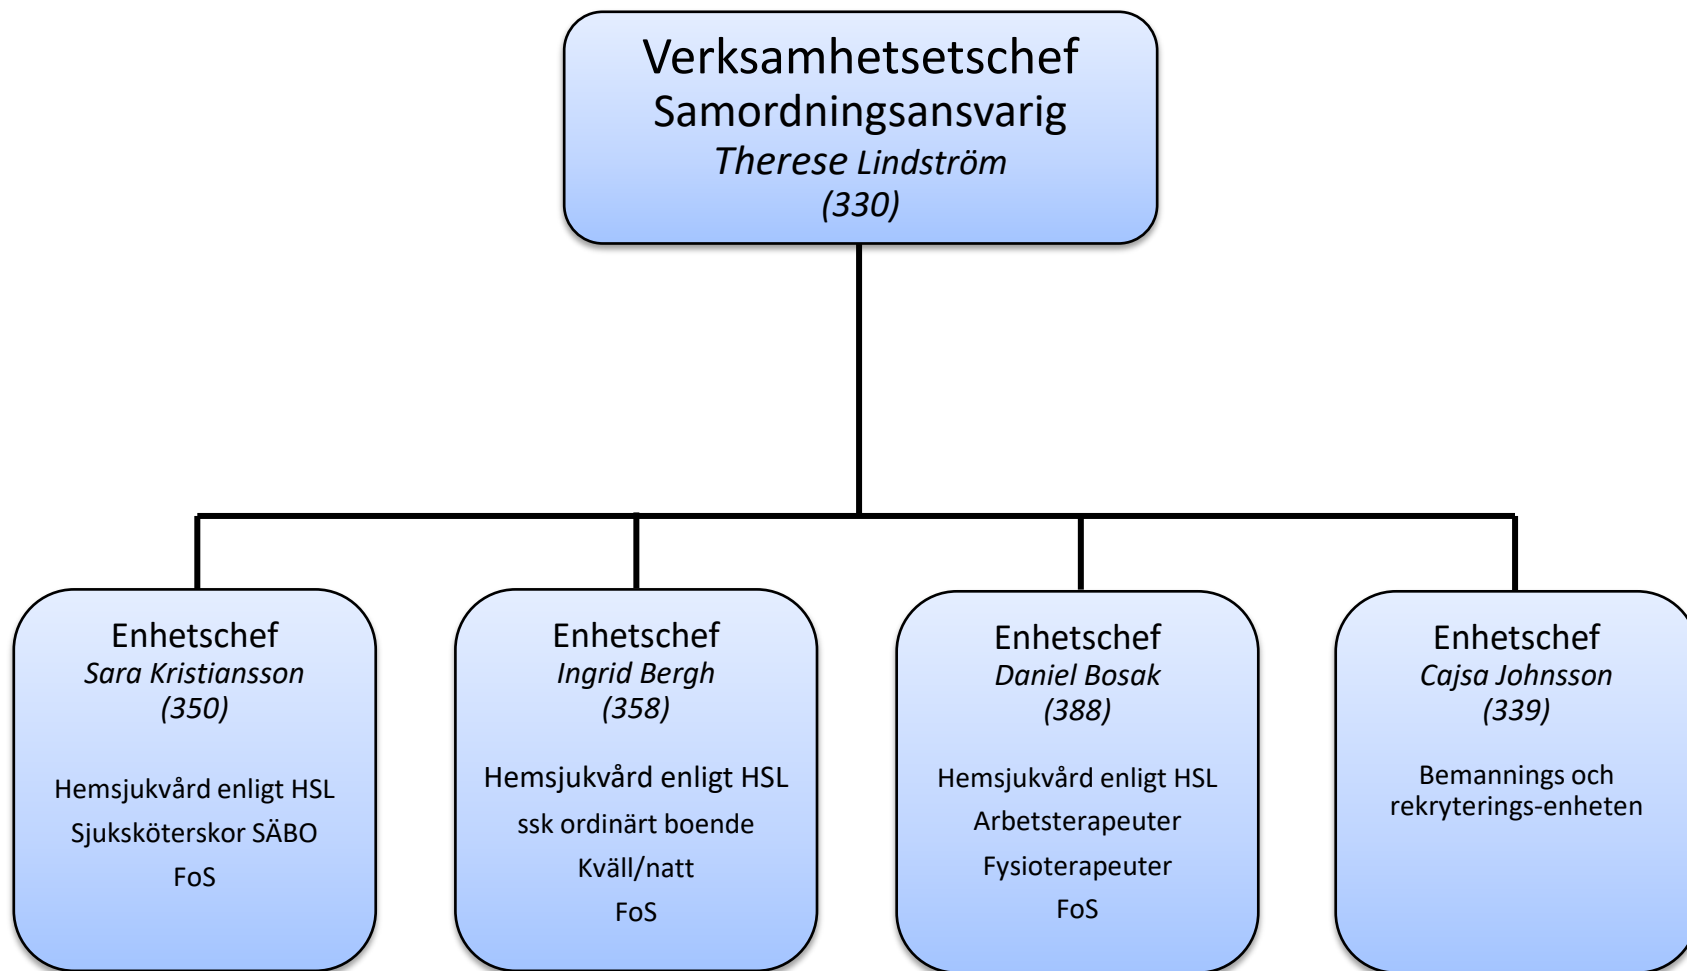 Verksamhetsetschef
Samordningsansvarig
Therese Lindström
(330)
Enhetschef
Sara Kristiansson
(350)
Hemsjukvård enligt HSL
Sjuksköterskor SÄBO
FoS
Enhetschef
Ingrid Bergh
(358)
Hemsjukvård enligt HSL
ssk ordinärt boende
Kväll/natt
FoS
Enhetschef
Daniel Bosak
(388)
Hemsjukvård enligt HSL
Arbetsterapeuter
Fysioterapeuter
FoS
Enhetschef
Cajsa Johnsson
(339)
Bemannings och
rekryterings-enheten